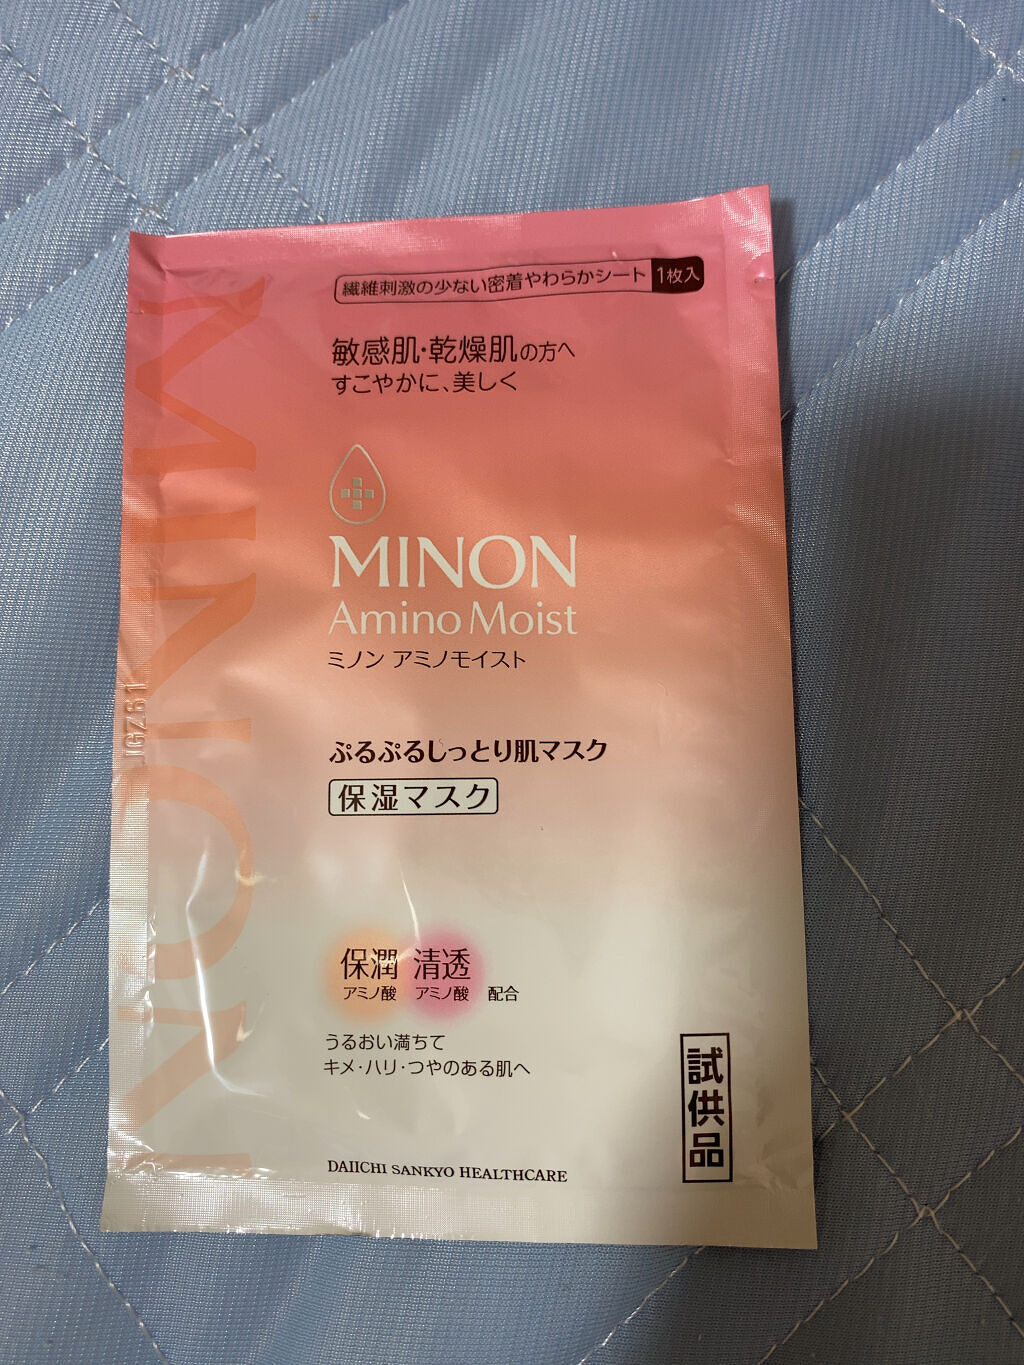 繊維刺激の少ない密着やわらかシート 1枚入
敏感肌・乾燥肌の方へ
すこやかに、美しく
MINON
Amino Moist
ミノン アミノモイスト
ぷるぷるしっとり肌マスク
保湿マスク
保潤 清透
アミノ酸 アミノ酸 配合
うるおい満ちて
キメ・ハリ・つやのある肌へ
DAIICHI SANKYO HEALTHCARE
試供品
MINON
JGZ61